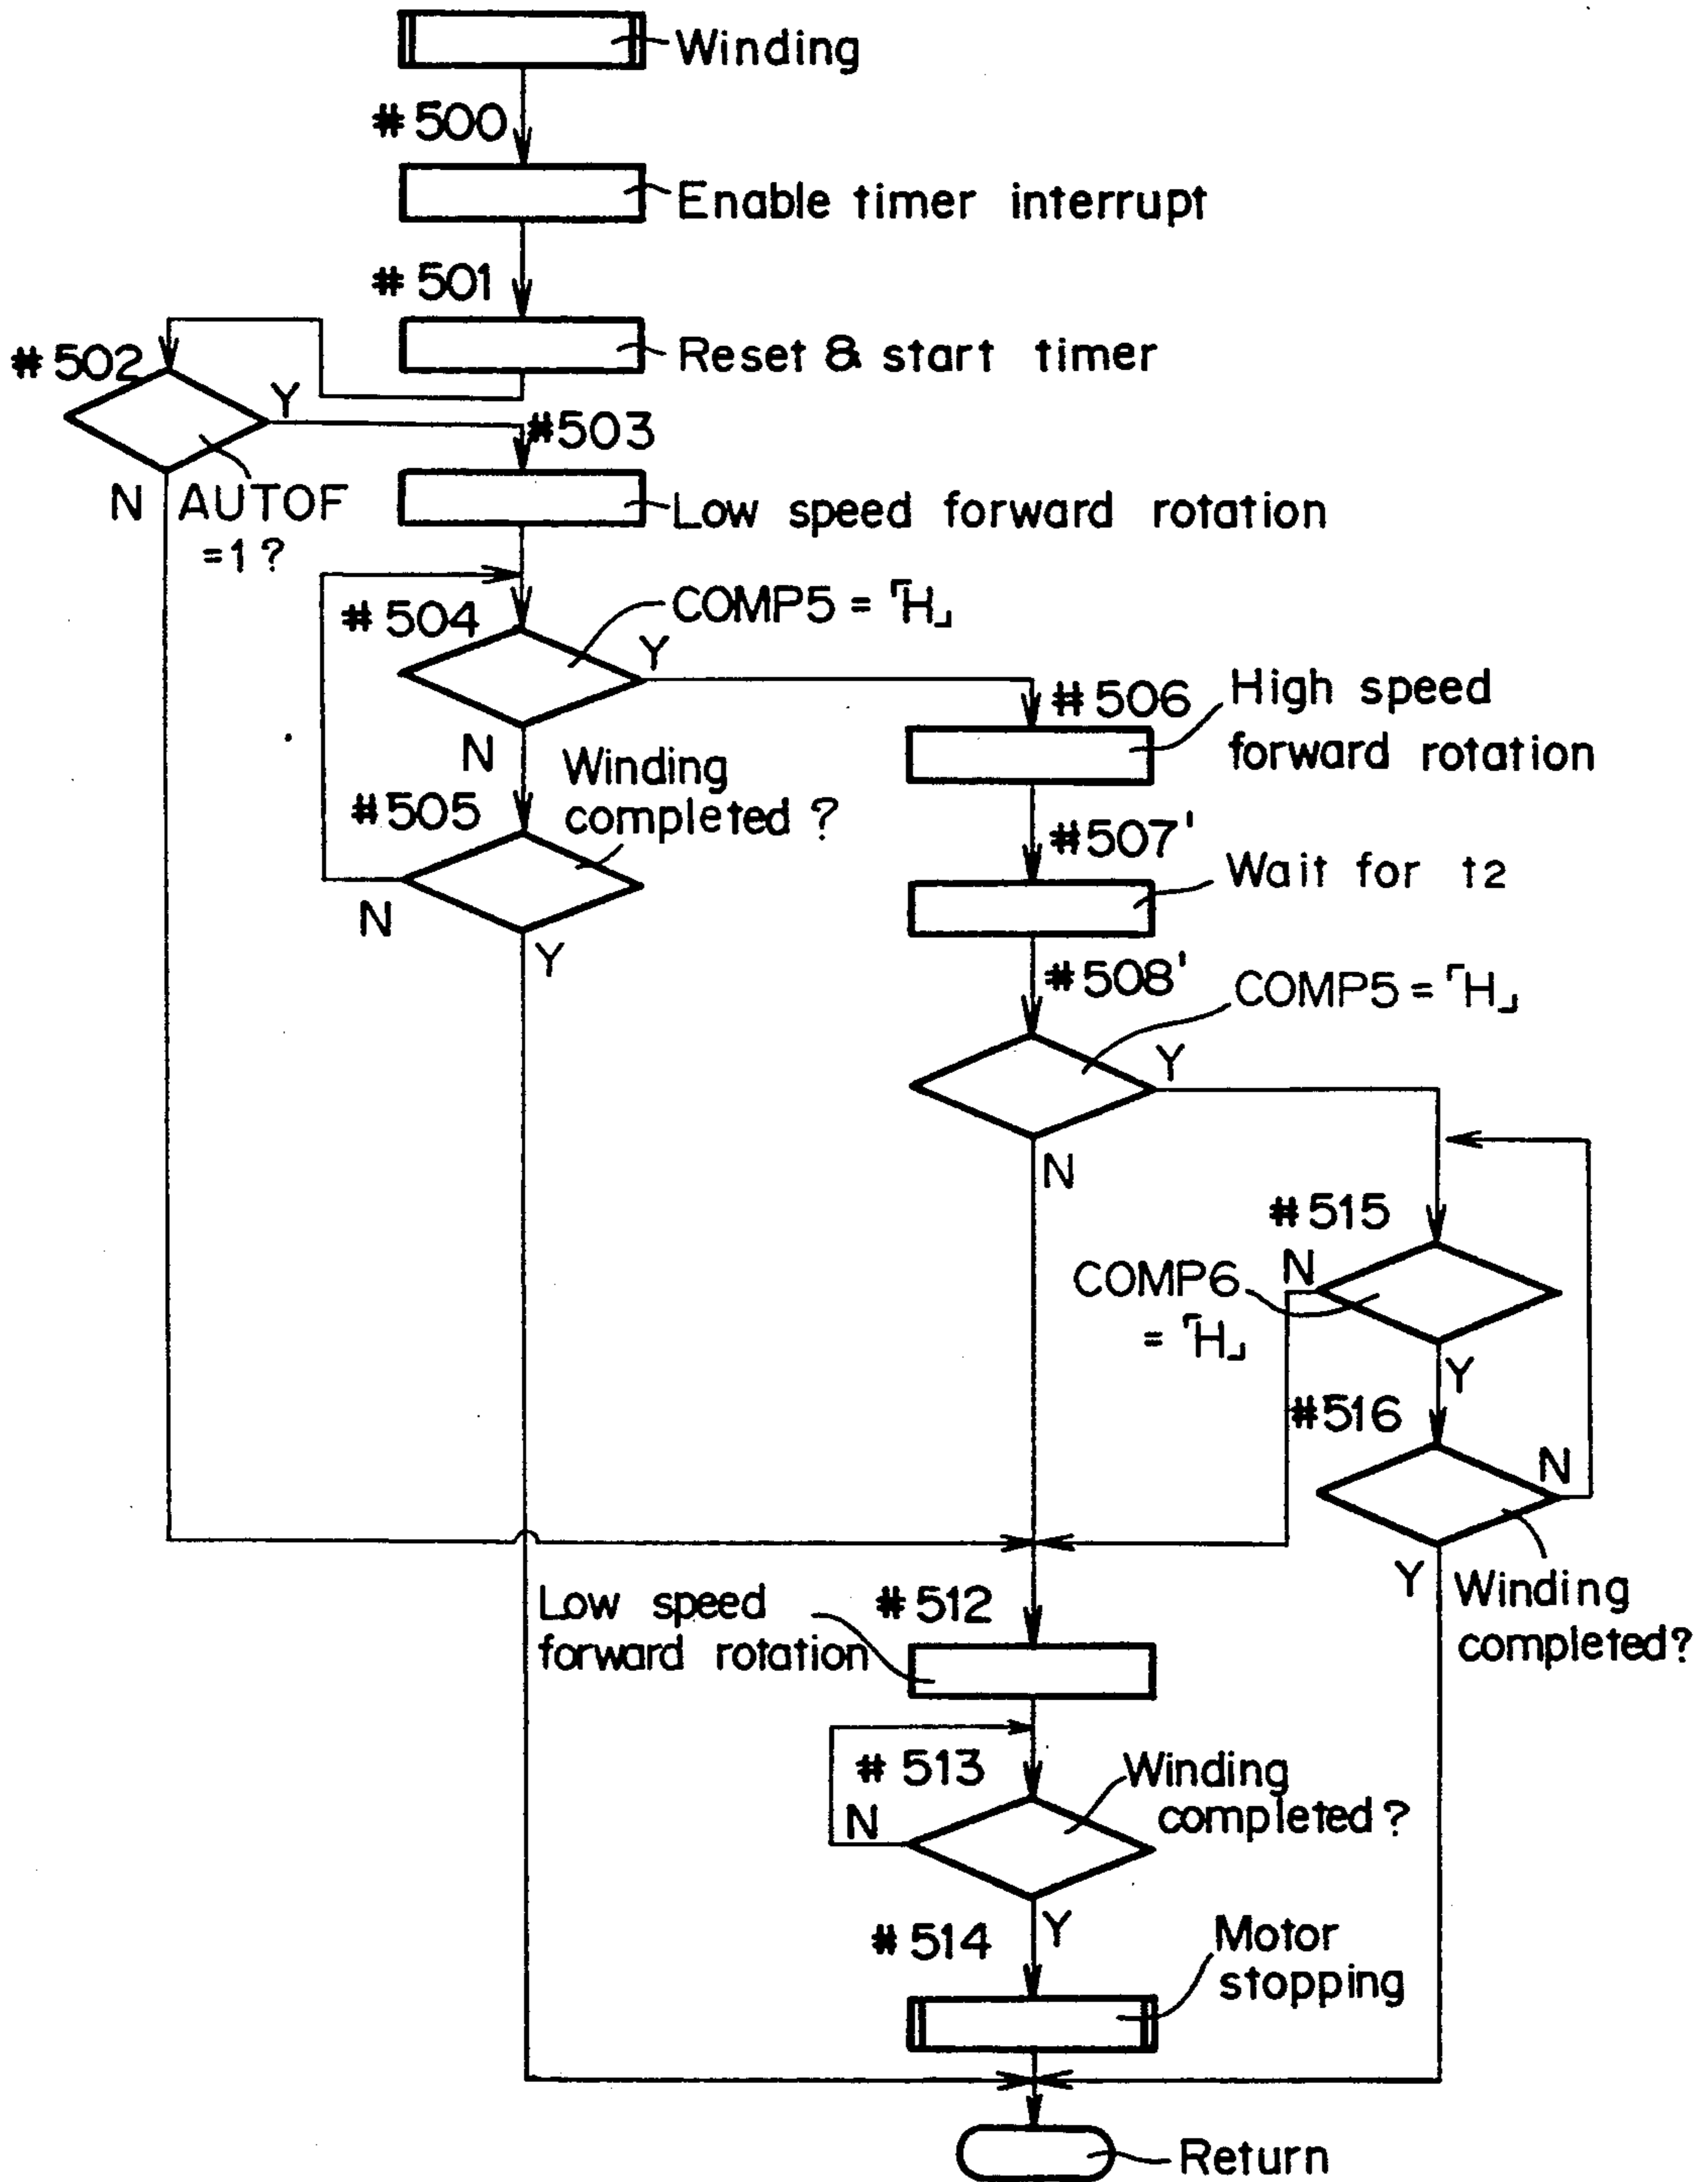 Winding
#500
Enable timer interrupt
#501
Reset & start timer
#502
Y
#503
N
AUTOF
=1?
Low speed forward rotation
#504
COMP5 = ｢H｣
Y
N
#506
High speed
forward rotation
#505
Winding
completed ?
N
Y
#507'
Wait for t2
#508'
COMP5 = ｢H｣
Y
N
#515
N
COMP6
= ｢H｣
Y
#516
N
Y
Winding
completed?
Low speed
forward rotation
#512
#513
N
Winding
completed?
Y
#514
Motor
stopping
Return